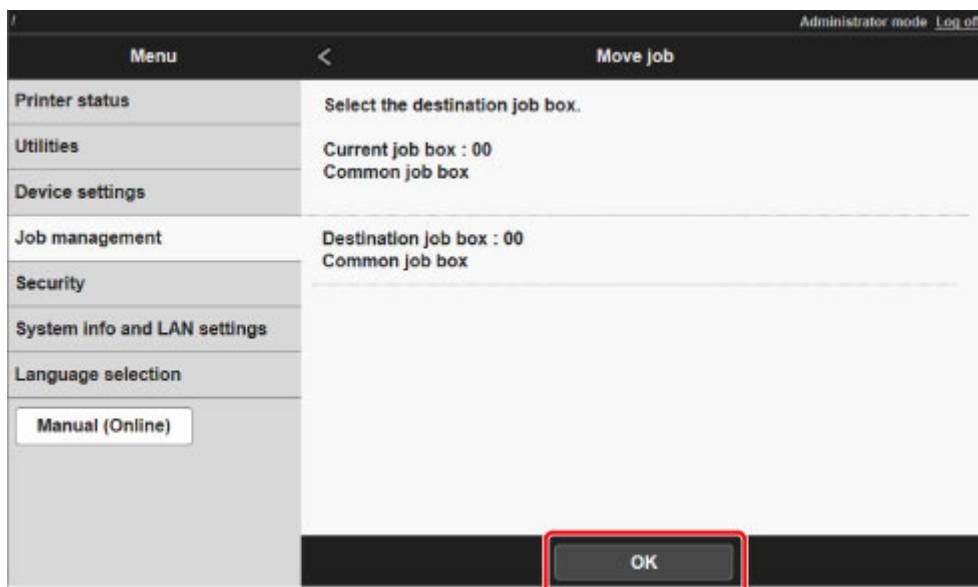 /
Administrator mode Log off
Menu
< Move job
Printer status
Utilities
Device settings
Job management
Security
System info and LAN settings
Language selection
Manual (Online)
Select the destination job box.
Current job box : 00
Common job box
Destination job box : 00
Common job box
OK